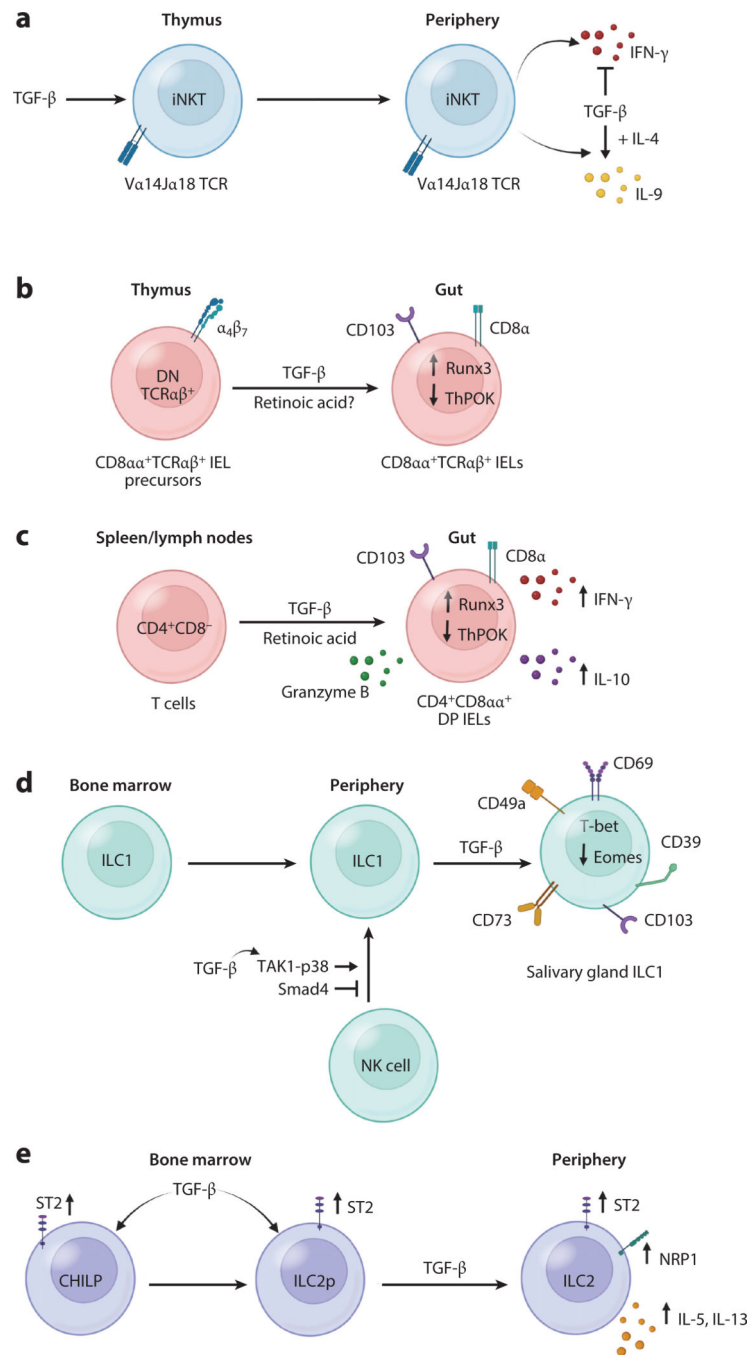 a
Thymus
Periphery
TGF-β
iNKT
iNKT
IFN-γ
TGF-β
+ IL-4
Vα14Jα18 TCR
Vα14Jα18 TCR
IL-9
b
Thymus
Gut
α4β7
CD103
CD8α
DN
TCRαβ+
TGF-β
Retinoic acid?
Runx3
ThPOK
CD8αα+TCRαβ+ IEL
precursors
CD8αα+TCRαβ+ IELs
c
Spleen/lymph nodes
Gut
CD103
CD8α
CD4+CD8–
TGF-β
Retinoic acid
Runx3
ThPOK
IFN-γ
Granzyme B
IL-10
T cells
CD4+CD8αα+
DP IELs
d
Bone marrow
Periphery
CD69
CD49a
ILC1
ILC1
TGF-β
T-bet
Eomes
CD39
CD73
CD103
TGF-β
TAK1-p38
Smad4
Salivary gland ILC1
NK cell
e
Bone marrow
Periphery
ST2
TGF-β
ST2
ST2
NRP1
CHILP
ILC2p
TGF-β
ILC2
IL-5, IL-13